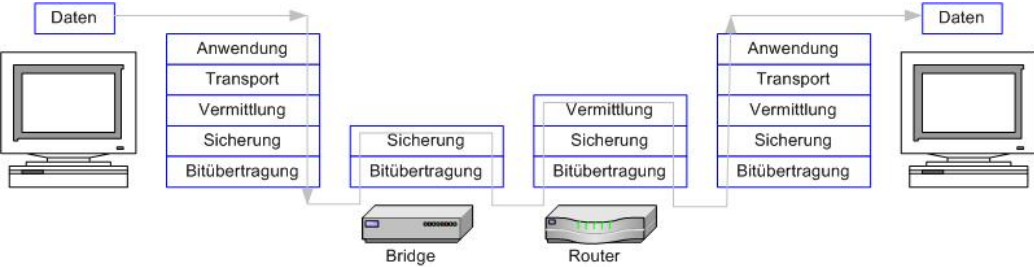 Daten
Anwendung
Transport
Vermittlung
Sicherung
Bitübertragung
Sicherung
Bitübertragung
Bridge
Vermittlung
Sicherung
Bitübertragung
Router
Anwendung
Transport
Vermittlung
Sicherung
Bitübertragung
Daten